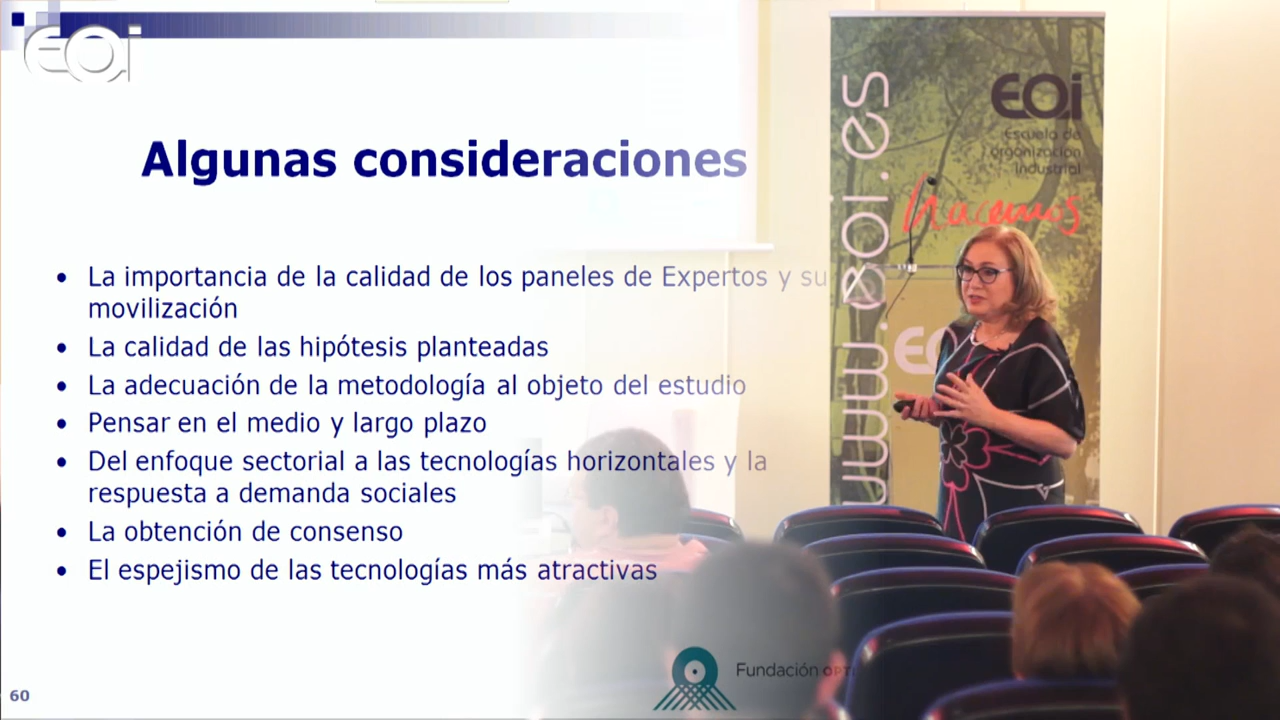 EOi
Algunas consideraciones
• La importancia de la calidad de los paneles de Expertos y su
movilización
• La calidad de las hipótesis planteadas
• La adecuación de la metodología al objeto del estudio
• Pensar en el medio y largo plazo
• Del enfoque sectorial a las tecnologías horizontales y la
respuesta a demanda sociales
• La obtención de consenso
• El espejismo de las tecnologías más atractivas
60
Fundación OPTI
www.eoi.es
EOi
Escuela de
organización
industrial
hacemos
EO